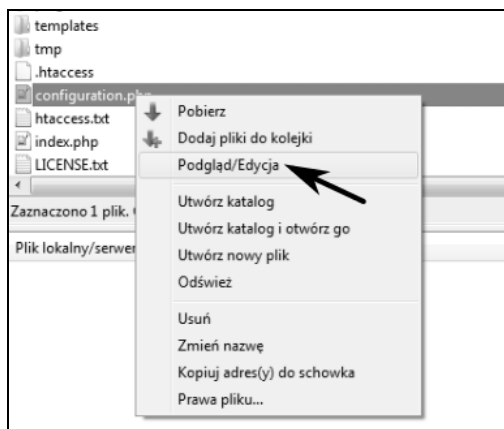 templates
tmp
.htaccess
configuration.php
htaccess.txt
index.php
LICENSE.txt
Zaznaczono 1 plik.
Plik lokalny/serwer
Pobierz
Dodaj pliki do kolejki
Podgląd/Edycja
Utwórz katalog
Utwórz katalog i otwórz go
Utwórz nowy plik
Odśwież
Usuń
Zmień nazwę
Kopiuj adres(y) do schowka
Prawa pliku...